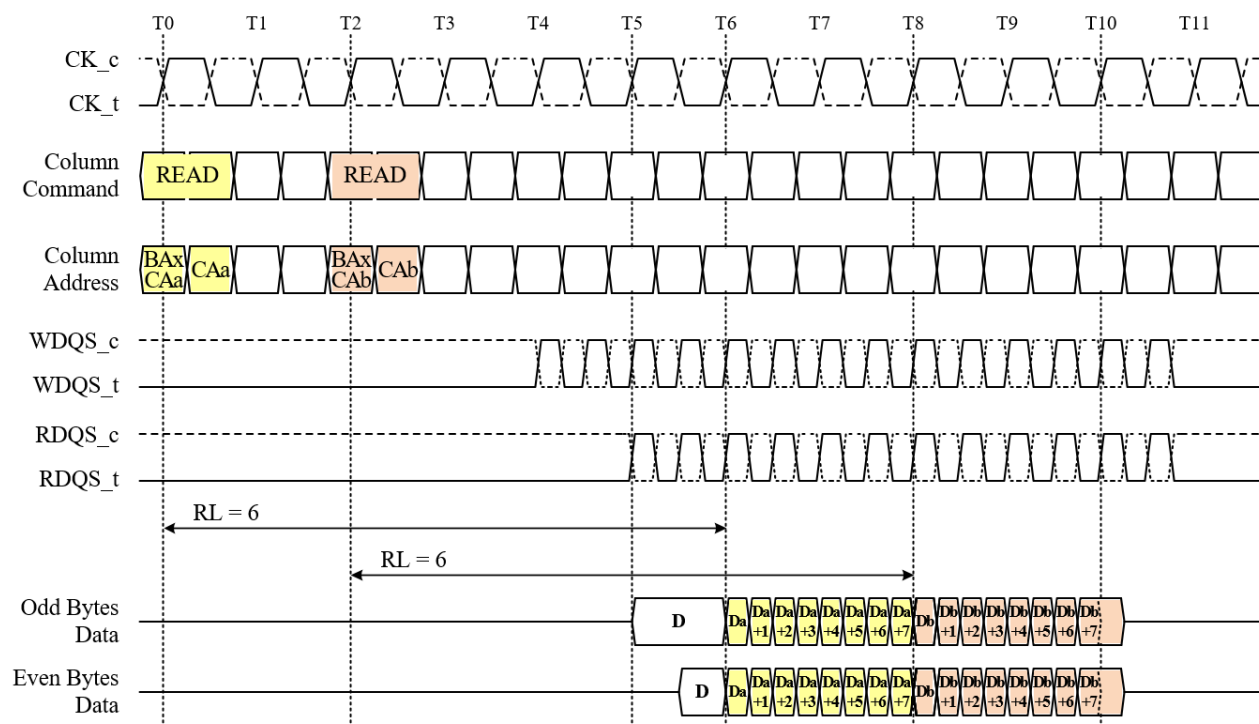 T0 T1 T2 T3 T4 T5 T6 T7 T8 T9 T10 T11
CK_c
CK_t
Column
Command
READ READ
Column
Address
BAx
CAa
CAa
BAx
CAb
CAb
WDQS_c
WDQS_t
RDQS_c
RDQS_t
RL = 6
RL = 6
Odd Bytes
Data
D
Da
Da
+1
Da
+2
Da
+3
Da
+4
Da
+5
Da
+6
Da
+7
Db
Db
+1
Db
+2
Db
+3
Db
+4
Db
+5
Db
+6
Db
+7
Even Bytes
Data
D
Da
Da
+1
Da
+2
Da
+3
Da
+4
Da
+5
Da
+6
Da
+7
Db
Db
+1
Db
+2
Db
+3
Db
+4
Db
+5
Db
+6
Db
+7